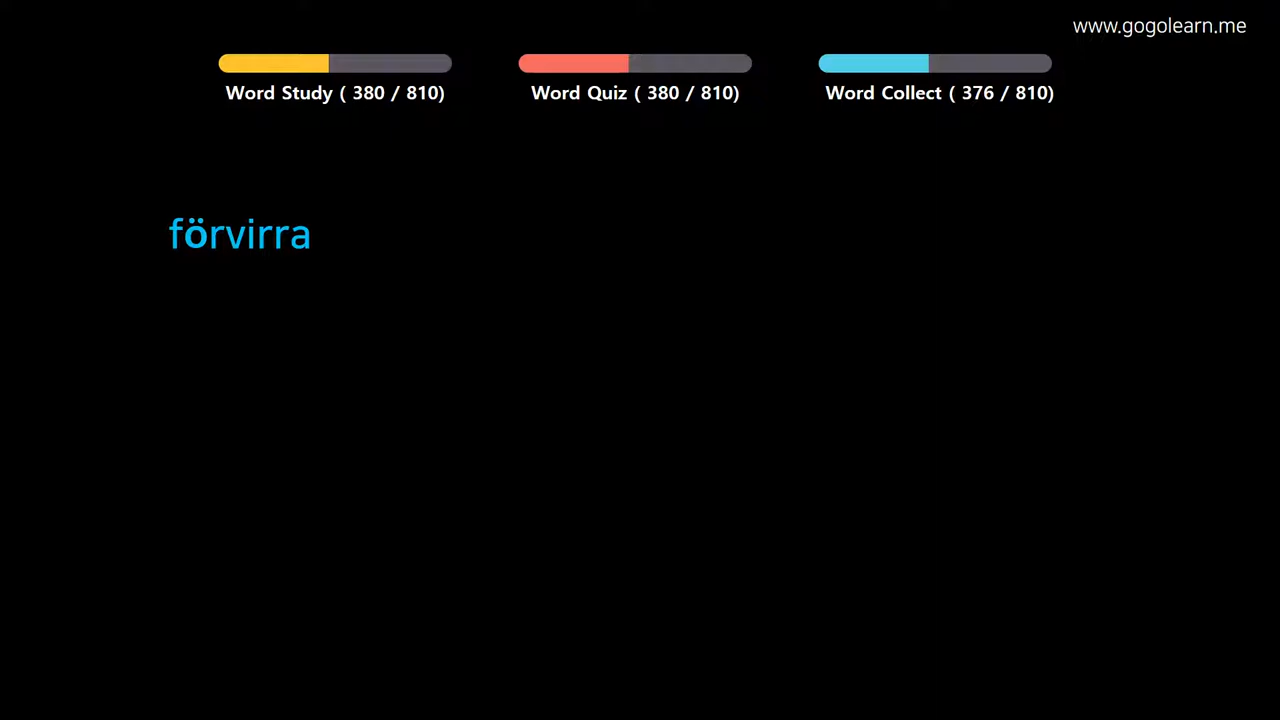 www.gogolearn.me
Word Study ( 380 / 810)
Word Quiz ( 380 / 810)
Word Collect ( 376 / 810)
förvirra